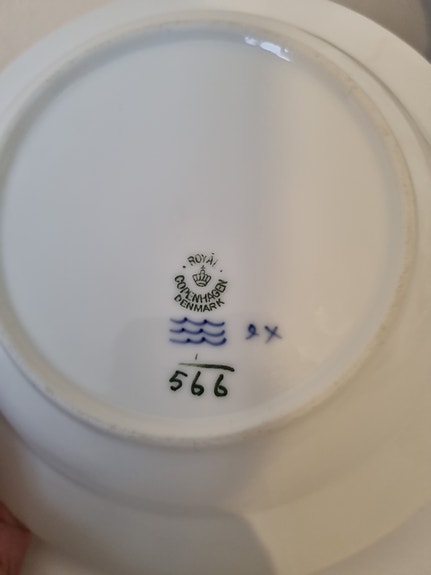 ROYAL
COPENHAGEN
DENMARK
1
566